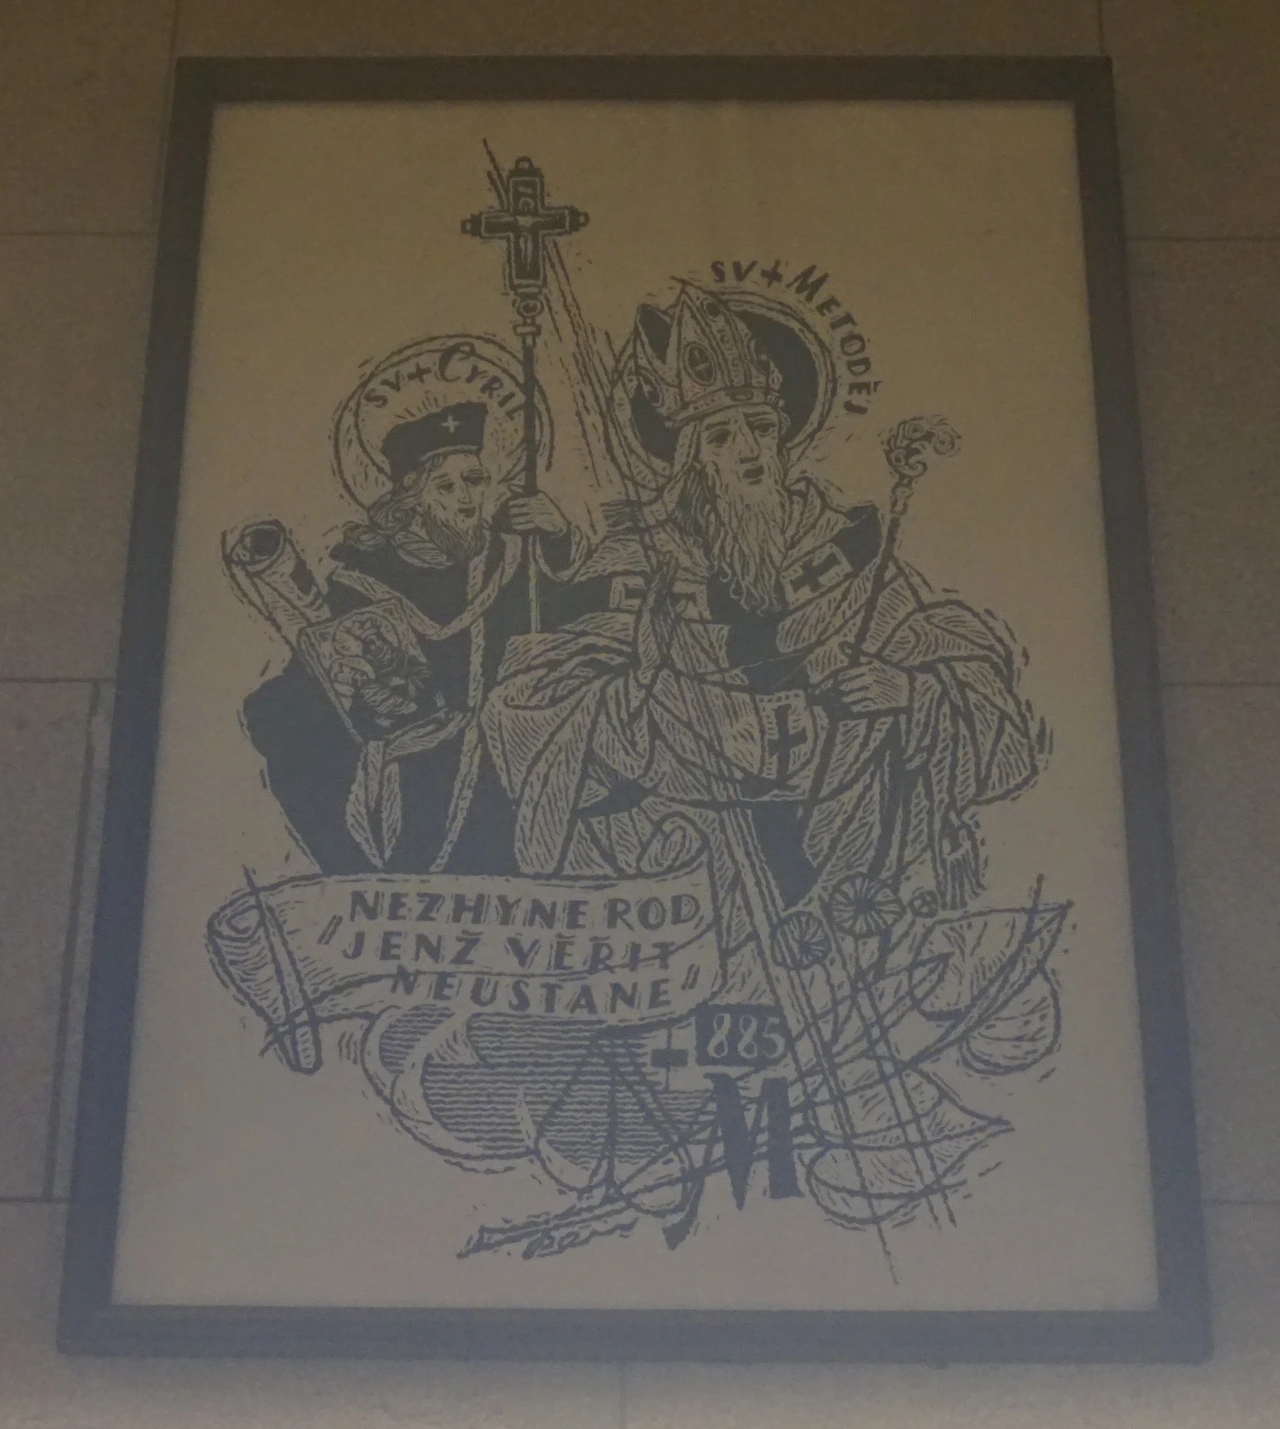 SV + METODĚJ
SV + CYRIL
„NEZHYNE ROD,
JENŽ VĚŘIT
NEUSTANE"
885
M